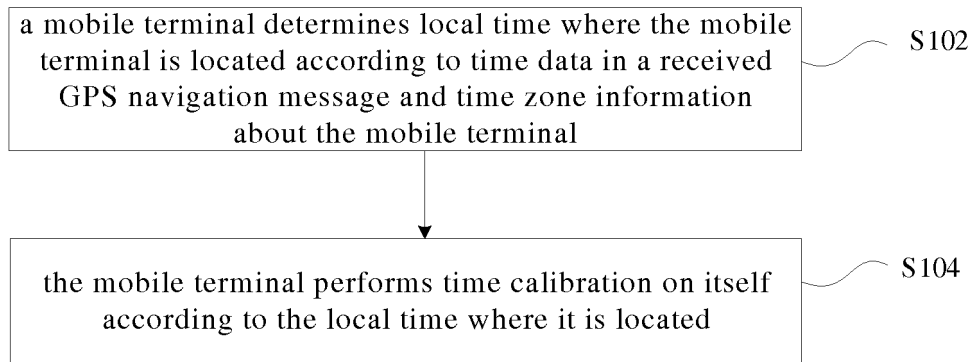 a mobile terminal determines local time where the mobile
terminal is located according to time data in a received
GPS navigation message and time zone information
about the mobile terminal
S102
the mobile terminal performs time calibration on itself
according to the local time where it is located
S104